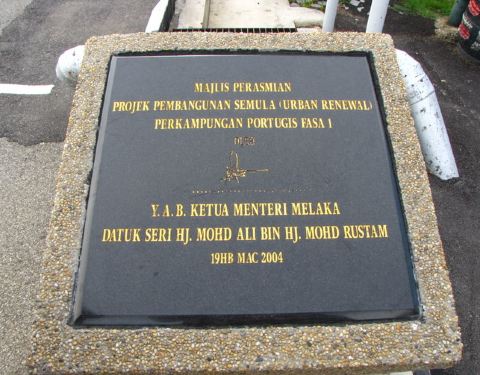 MAJLIS PERASMIAN
PROJEK PEMBANGUNAN SEMULA (URBAN RENEWAL)
PERKAMPUNGAN PORTUGIS FASA 1
OLEH
Y.A.B. KETUA MENTERI MELAKA
DATUK SERI HJ. MOHD ALI BIN HJ. MOHD RUSTAM
19HB MAC 2004